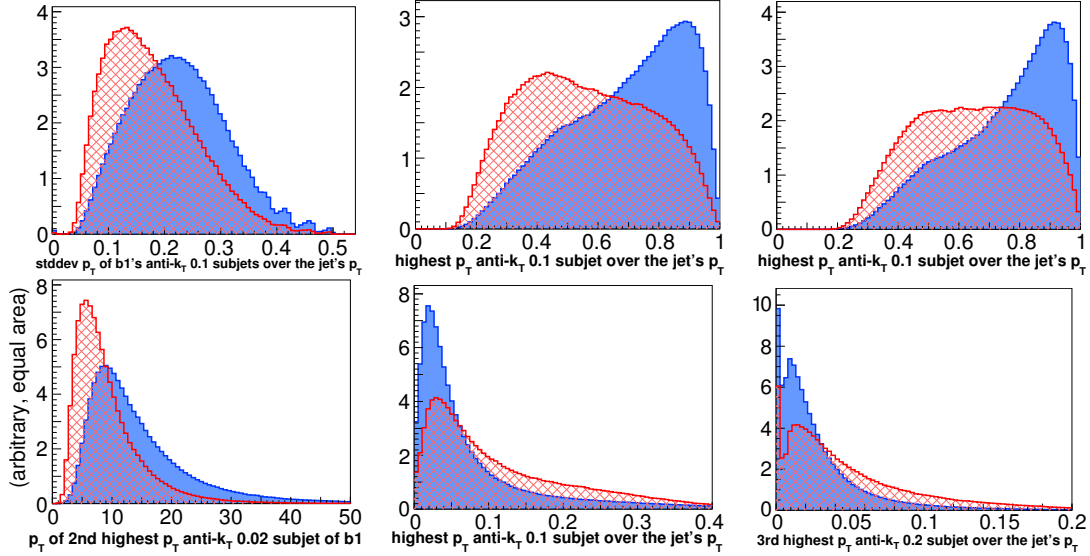 4
3
2
1
0
0 0.1 0.2 0.3 0.4 0.5
stddev p_T of b1's anti-k_T 0.1 subjets over the jet's p_T
3
2
1
0
0.2 0.4 0.6 0.8 1
highest p_T anti-k_T 0.1 subjet over the jet's p_T
4
3
2
1
0
0.2 0.4 0.6 0.8 1
highest p_T anti-k_T 0.1 subjet over the jet's p_T
(arbitrary, equal area)
8
6
4
2
0
0 10 20 30 40 50
p_T of 2nd highest p_T anti-k_T 0.02 subjet of b1
8
6
4
2
0
0 0.1 0.2 0.3 0.4
highest p_T anti-k_T 0.1 subjet over the jet's p_T
10
8
6
4
2
0
0 0.05 0.1 0.15 0.2
3rd highest p_T anti-k_T 0.2 subjet over the jet's p_T